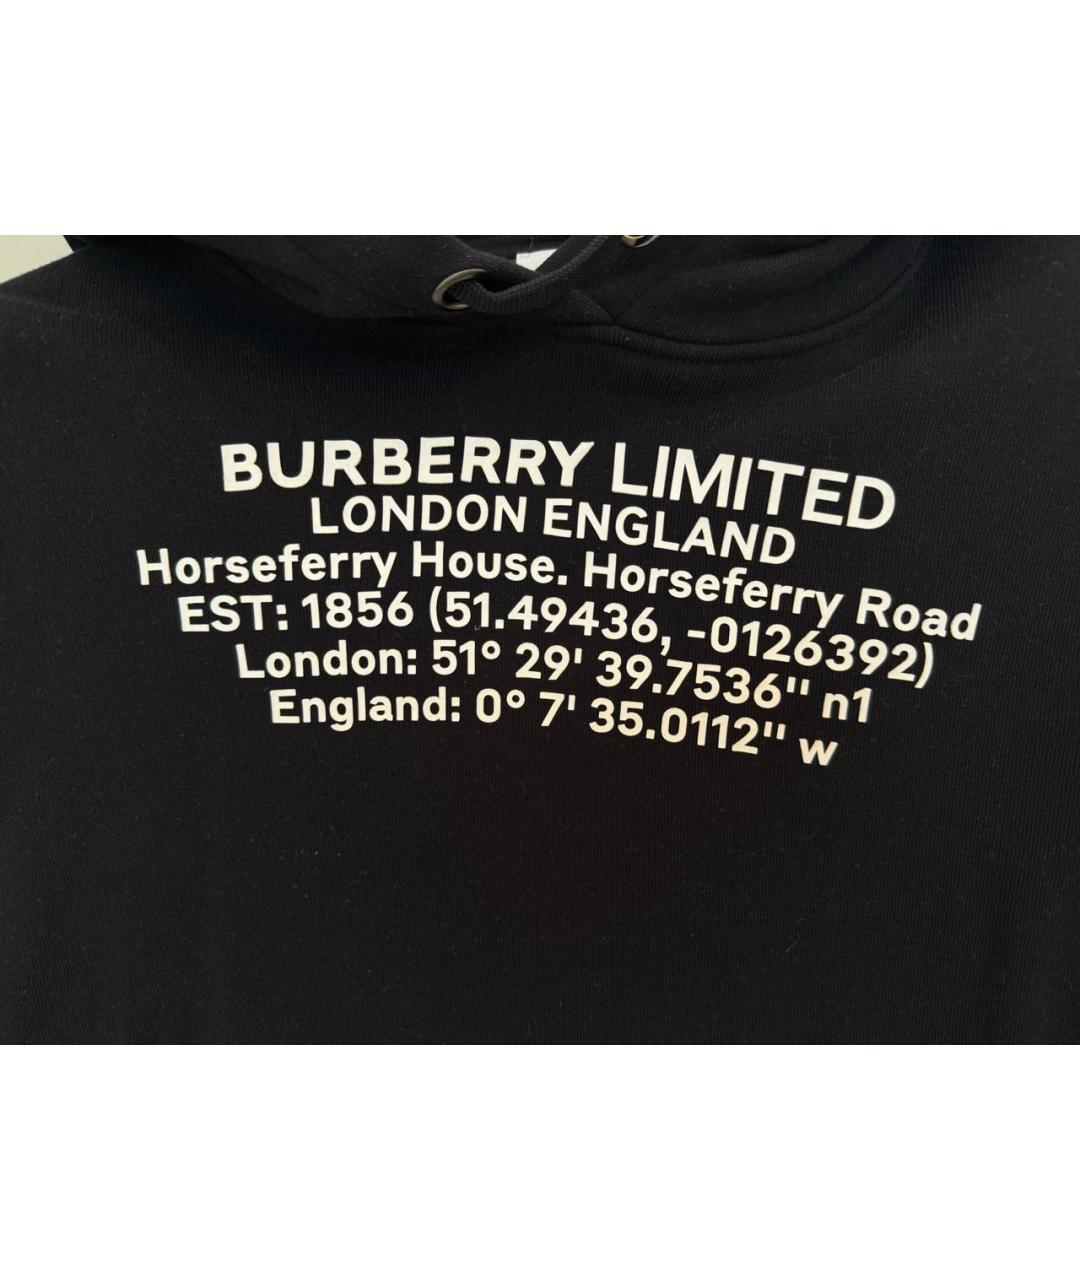 BURBERRY LIMITED
LONDON ENGLAND
Horseferry House. Horseferry Road
EST: 1856 (51.49436, -0126392)
London: 51° 29' 39.7536" n1
England: 0° 7' 35.0112" w